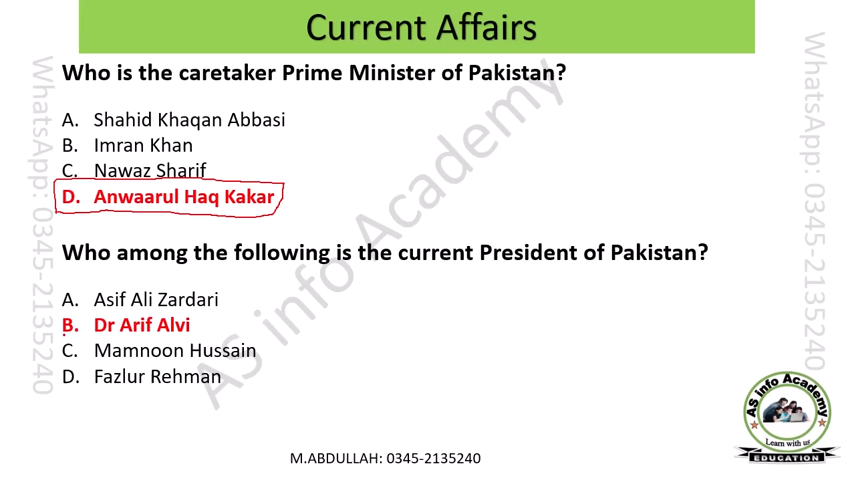 Current Affairs
Who is the caretaker Prime Minister of Pakistan?
A. Shahid Khaqan Abbasi
B. Imran Khan
C. Nawaz Sharif
D. Anwaarul Haq Kakar
Who among the following is the current President of Pakistan?
A. Asif Ali Zardari
B. Dr Arif Alvi
C. Mamnoon Hussain
D. Fazlur Rehman
M.ABDULLAH: 0345-2135240
WhatsApp: 0345-2135240
AS info Academy
WhatsApp: 0345-2135240
AS info Academy
Learn with us
EDUCATION